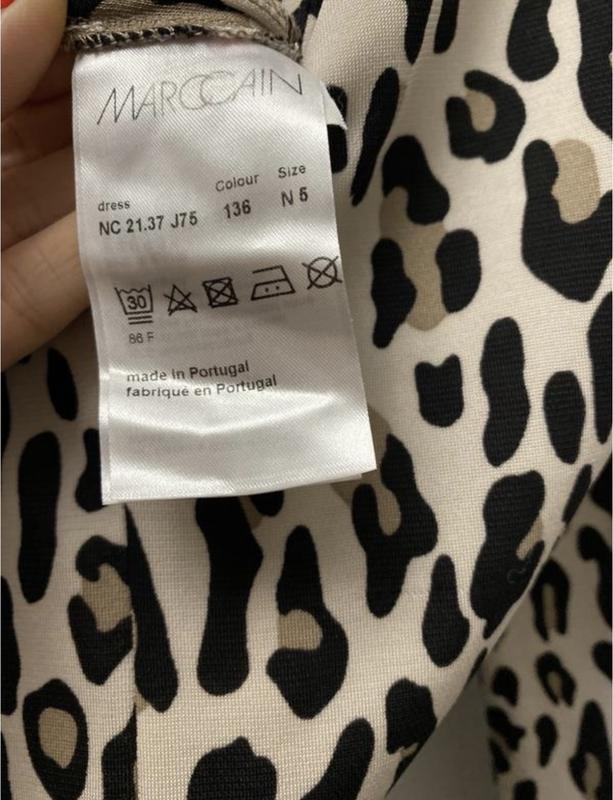 MARCCAIN
dress Colour Size
NC 21.37 J75 136 N 5
30
86 F
made in Portugal
fabriqué en Portugal